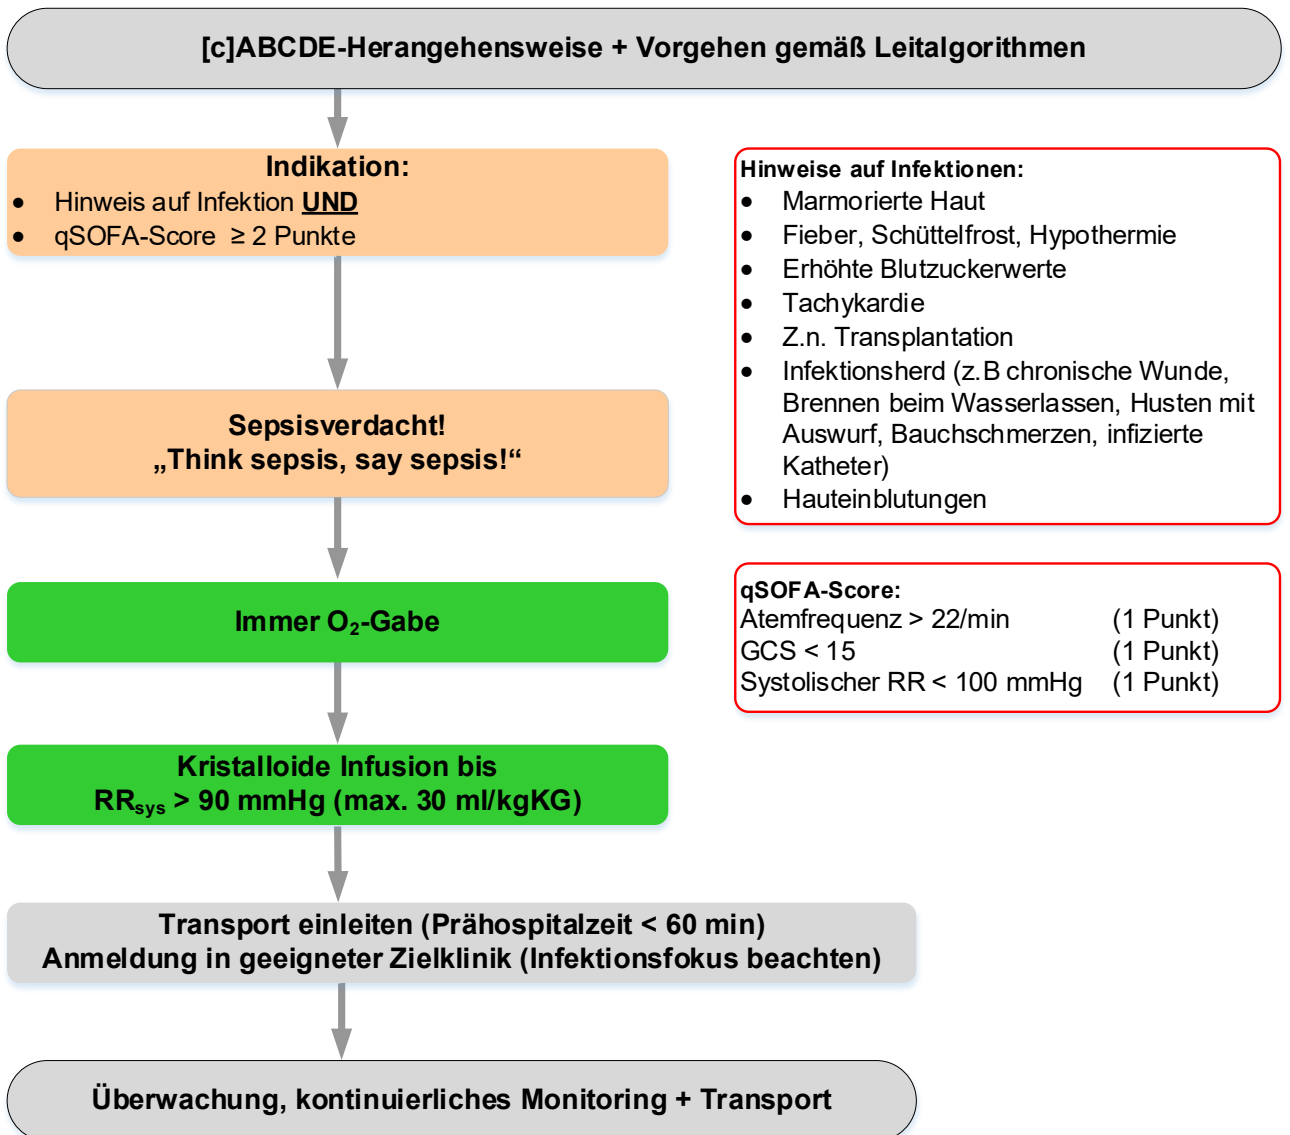 [c]ABCDE-Herangehensweise + Vorgehen gemäß Leitalgorithmen
Indikation:
• Hinweis auf Infektion UND
• qSOFA-Score ≥ 2 Punkte
Sepsisverdacht!
„Think sepsis, say sepsis!“
Immer O₂-Gabe
Kristalloide Infusion bis
RRsys > 90 mmHg (max. 30 ml/kgKG)
Transport einleiten (Prähospitalzeit < 60 min)
Anmeldung in geeigneter Zielklinik (Infektionsfokus beachten)
Überwachung, kontinuierliches Monitoring + Transport
Hinweise auf Infektionen:
• Marmorierte Haut
• Fieber, Schüttelfrost, Hypothermie
• Erhöhte Blutzuckerwerte
• Tachykardie
• Z.n. Transplantation
• Infektionsherd (z.B chronische Wunde,
Brennen beim Wasserlassen, Husten mit
Auswurf, Bauchschmerzen, infizierte
Katheter)
• Hauteinblutungen
qSOFA-Score:
Atemfrequenz > 22/min (1 Punkt)
GCS < 15 (1 Punkt)
Systolischer RR < 100 mmHg (1 Punkt)